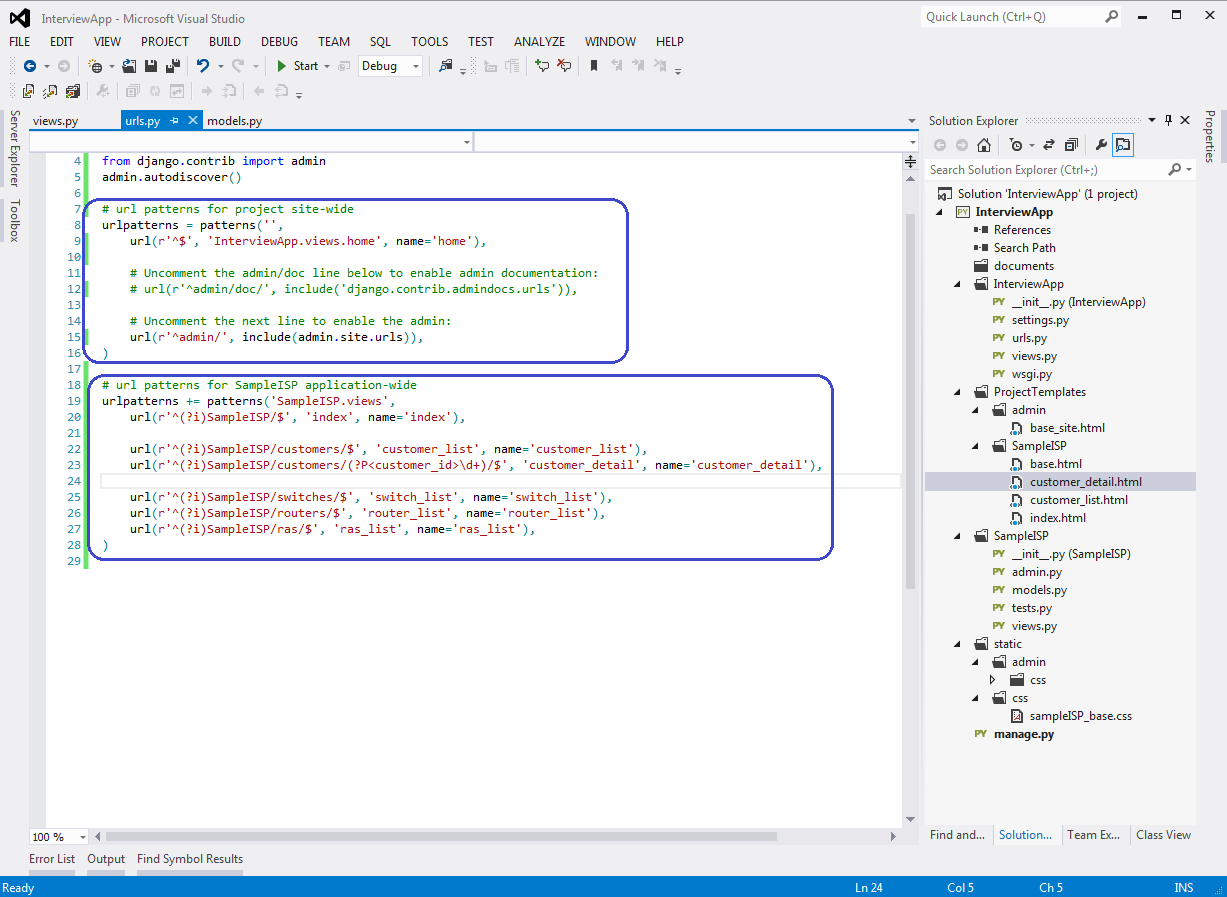 InterviewApp - Microsoft Visual Studio
Quick Launch (Ctrl+Q)
FILE EDIT VIEW PROJECT BUILD DEBUG TEAM SQL TOOLS TEST ANALYZE WINDOW HELP
Start Debug
Server Explorer
Toolbox
views.py urls.py models.py
4 from django.contrib import admin
5 admin.autodiscover()
6
7 # url patterns for project site-wide
8 urlpatterns = patterns('',
9 url(r'^$', 'InterviewApp.views.home', name='home'),
10
11 # Uncomment the admin/doc line below to enable admin documentation:
12 # url(r'^admin/doc/', include('django.contrib.admindocs.urls')),
13
14 # Uncomment the next line to enable the admin:
15 url(r'^admin/', include(admin.site.urls)),
16 )
17
18 # url patterns for SampleISP application-wide
19 urlpatterns += patterns('SampleISP.views',
20 url(r'^(?i)SampleISP/$', 'index', name='index'),
21
22 url(r'^(?i)SampleISP/customers/$', 'customer_list', name='customer_list'),
23 url(r'^(?i)SampleISP/customers/(?P<customer_id>\d+)/$', 'customer_detail', name='customer_detail'),
24
25 url(r'^(?i)SampleISP/switches/$', 'switch_list', name='switch_list'),
26 url(r'^(?i)SampleISP/routers/$', 'router_list', name='router_list'),
27 url(r'^(?i)SampleISP/ras/$', 'ras_list', name='ras_list'),
28 )
29
100 %
Solution Explorer
Properties
Search Solution Explorer (Ctrl+;)
Solution 'InterviewApp' (1 project)
PY InterviewApp
References
Search Path
documents
InterviewApp
PY __init__.py (InterviewApp)
PY settings.py
PY urls.py
PY views.py
PY wsgi.py
ProjectTemplates
admin
base_site.html
SampleISP
base.html
customer_detail.html
customer_list.html
index.html
SampleISP
PY __init__.py (SampleISP)
PY admin.py
PY models.py
PY tests.py
PY views.py
static
admin
css
css
sampleISP_base.css
PY manage.py
Find and... Solution... Team Ex... Class View
Error List Output Find Symbol Results
Ready Ln 24 Col 5 Ch 5 INS